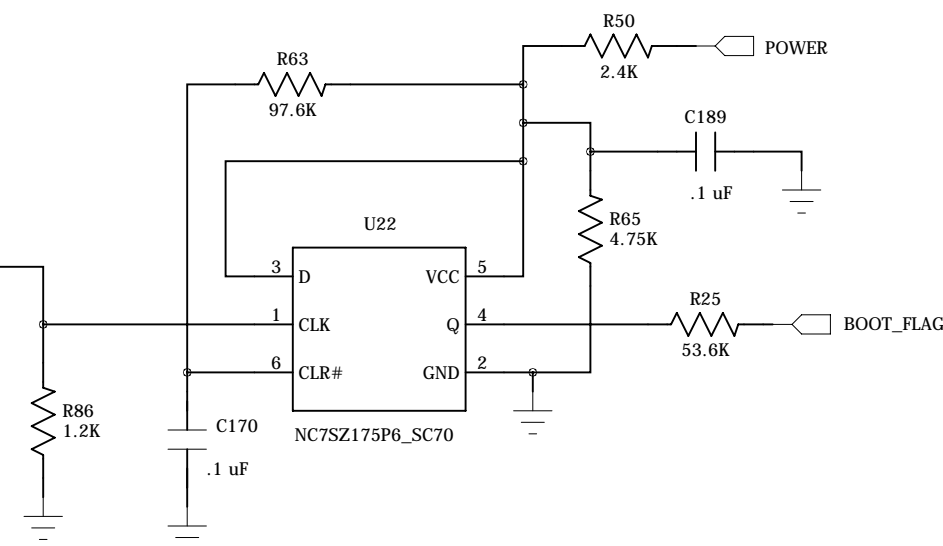 R50
POWER
2.4K
R63
97.6K
C189
.1 uF
R65
4.75K
U22
3 D
VCC 5
1 CLK
Q 4
6 CLR#
GND 2
R25
53.6K
BOOT_FLAG
R86
1.2K
C170
.1 uF
NC7SZ175P6_SC70